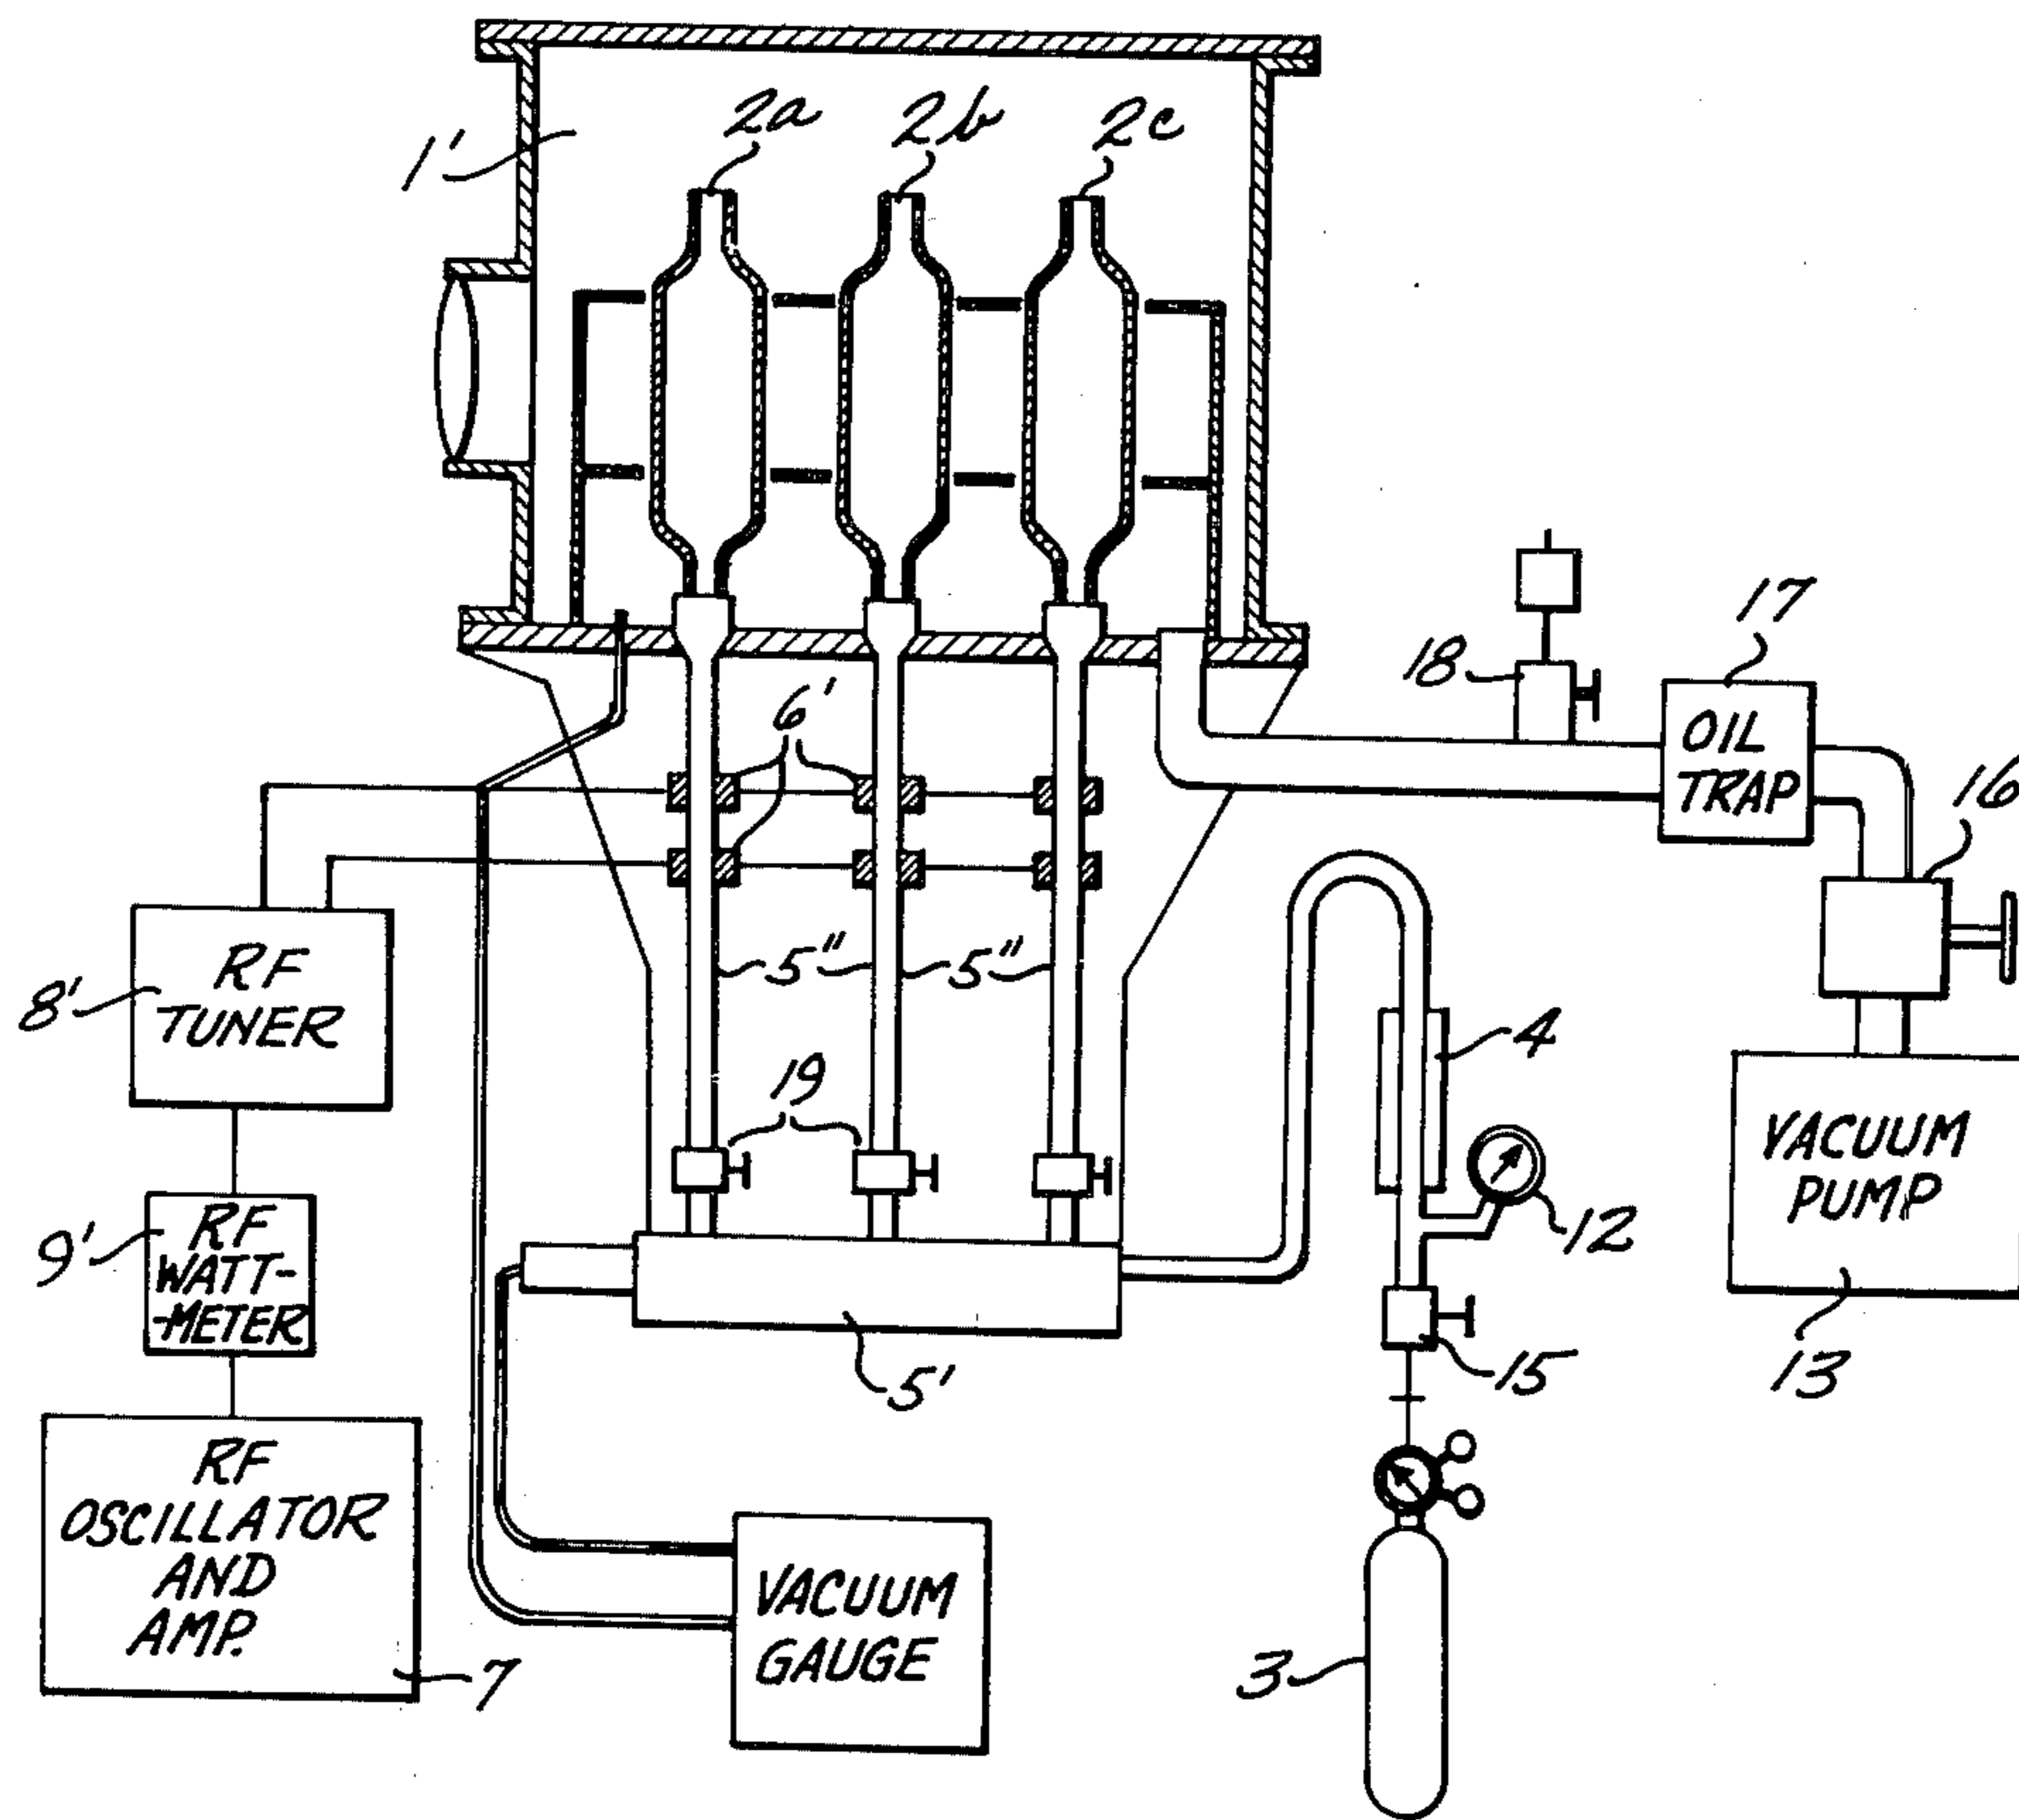 2a
2b
2c
1'
17
18
OIL
TRAP
6'
16
RF
TUNER
8'
5"
5"
4
19
VACUUM
PUMP
12
RF
WATT-
-METER
9'
13
15
5'
RF
OSCILLATOR
AND
AMP.
7
VACUUM
GAUGE
3